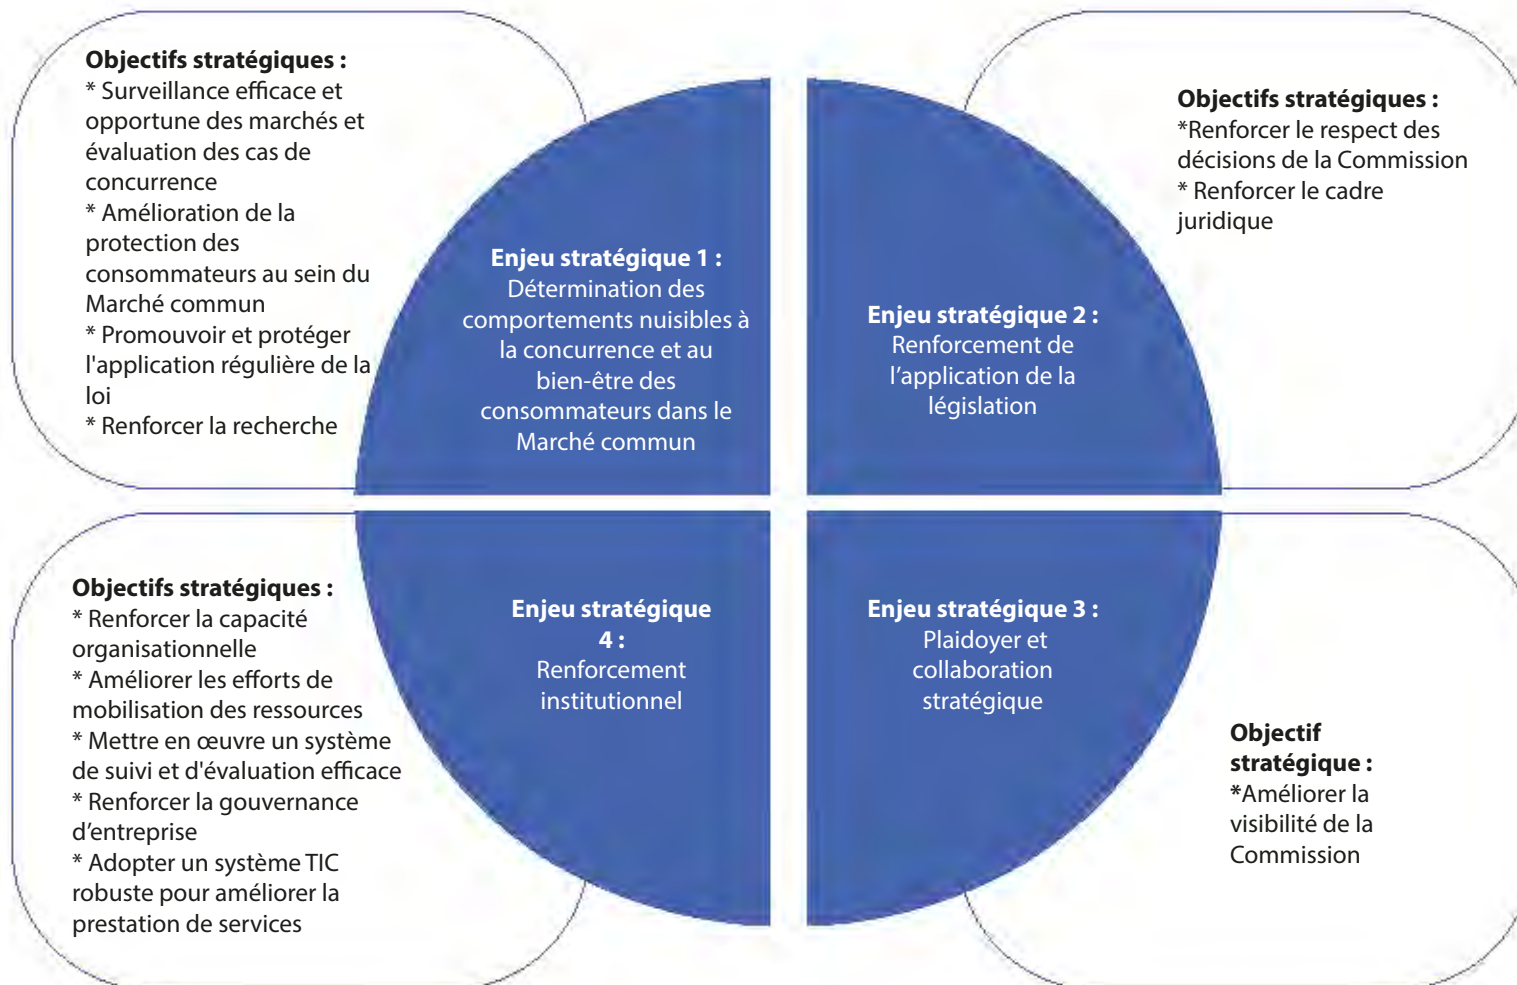 Objectifs stratégiques :
* Surveillance efficace et
opportune des marchés et
évaluation des cas de
concurrence
* Amélioration de la
protection des
consommateurs au sein du
Marché commun
* Promouvoir et protéger
l'application régulière de la
loi
* Renforcer la recherche
Enjeu stratégique 1 :
Détermination des
comportements nuisibles à
la concurrence et au
bien-être des
consommateurs dans le
Marché commun
Enjeu stratégique 2 :
Renforcement de
l’application de la
législation
Objectifs stratégiques :
*Renforcer le respect des
décisions de la Commission
* Renforcer le cadre
juridique
Objectifs stratégiques :
* Renforcer la capacité
organisationnelle
* Améliorer les efforts de
mobilisation des ressources
* Mettre en œuvre un système
de suivi et d'évaluation efficace
* Renforcer la gouvernance
d’entreprise
* Adopter un système TIC
robuste pour améliorer la
prestation de services
Enjeu stratégique
4 :
Renforcement
institutionnel
Enjeu stratégique 3 :
Plaidoyer et
collaboration
stratégique
Objectif
stratégique :
*Améliorer la
visibilité de la
Commission